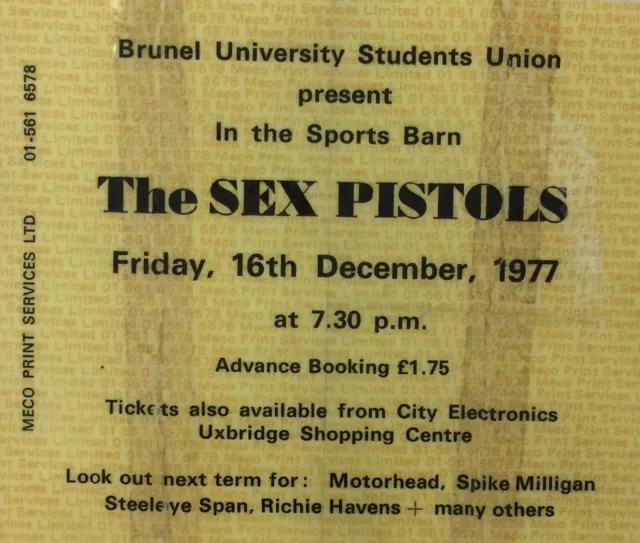 Brunel University Students Union
present
In the Sports Barn
The SEX PISTOLS
Friday, 16th December, 1977
at 7.30 p.m.
Advance Booking £1.75
Tickets also available from City Electronics
Uxbridge Shopping Centre
Look out next term for: Motorhead, Spike Milligan
Steeleye Span, Richie Havens + many others
MECO PRINT SERVICES LTD 01-561 6578